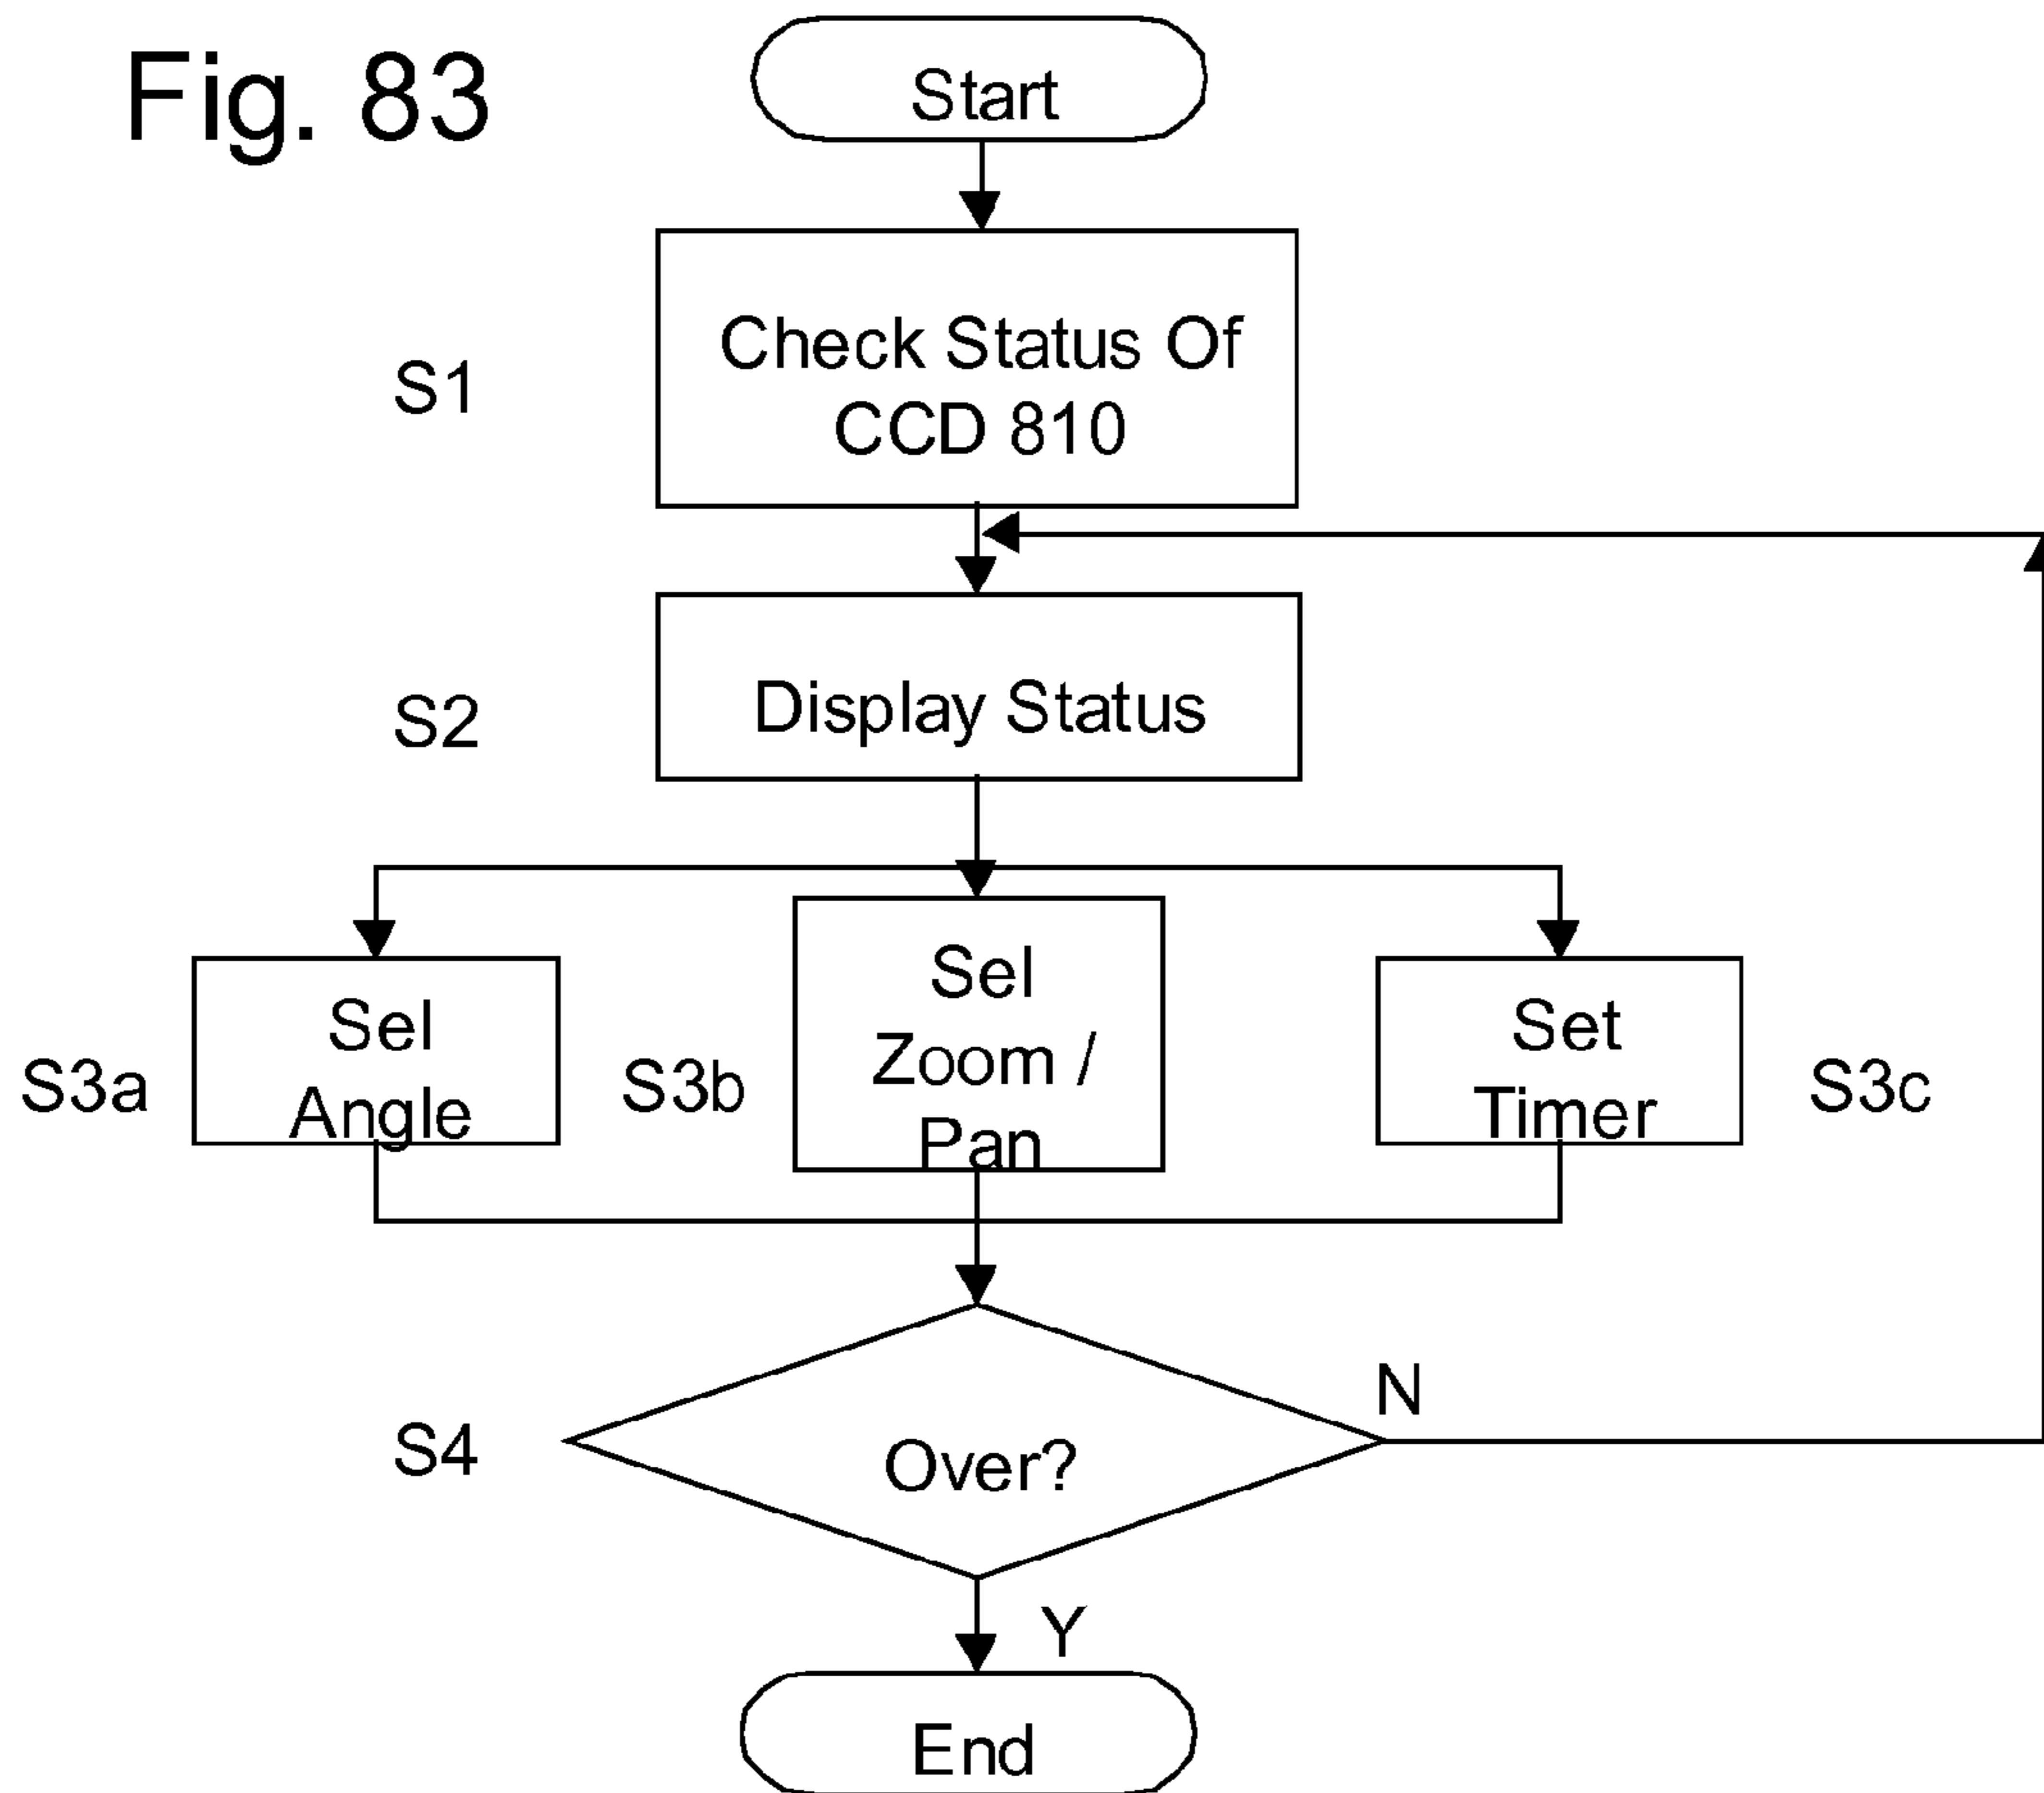 Fig. 83
Start
S1
Check Status Of
CCD 810
S2
Display Status
S3a
Sel
Angle
S3b
Sel
Zoom /
Pan
Set
Timer
S3c
S4
Over?
N
Y
End